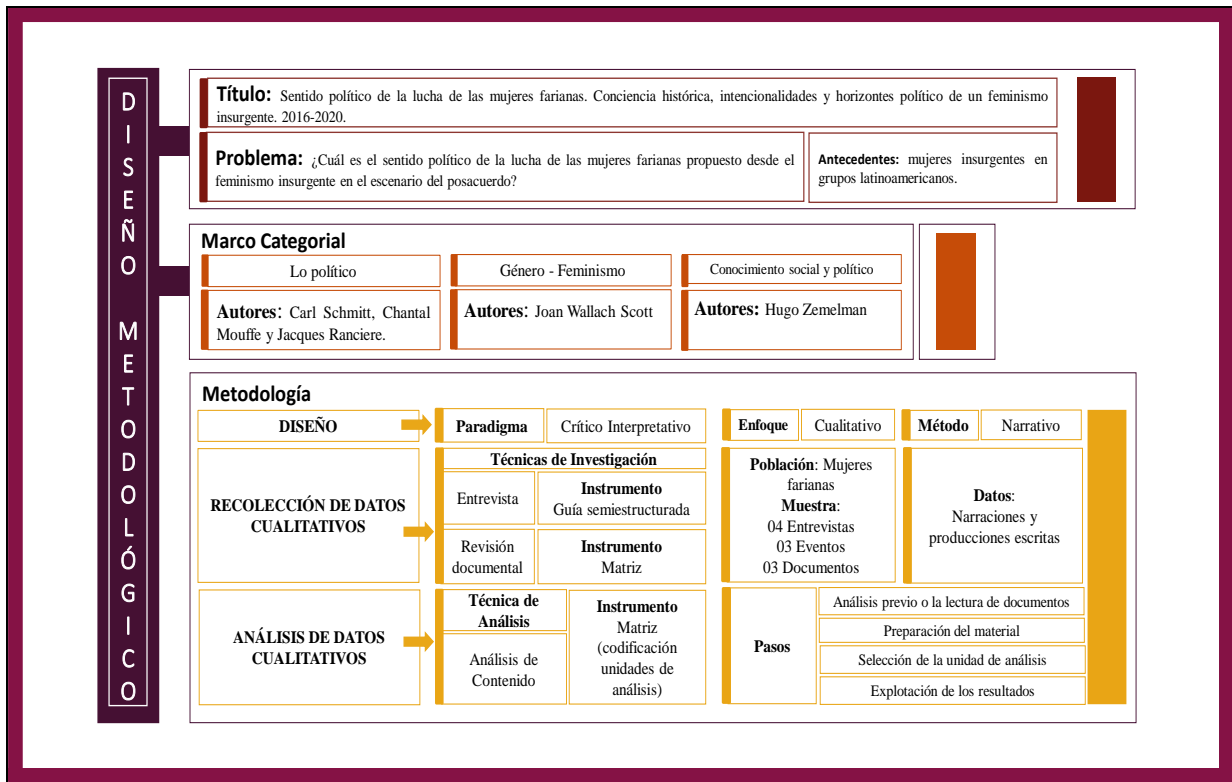 DISEÑO METODOLÓGICO
Título: Sentido político de la lucha de las mujeres farianas. Conciencia histórica, intencionalidades y horizontes político de un feminismo
insurgente. 2016-2020.
Problema: ¿Cuál es el sentido político de la lucha de las mujeres farianas propuesto desde el
feminismo insurgente en el escenario del posacuerdo?
Antecedentes: mujeres insurgentes en
grupos latinoamericanos.
Marco Categorial
Lo político
Autores: Carl Schmitt, Chantal
Mouffe y Jacques Ranciere.
Género - Feminismo
Autores: Joan Wallach Scott
Conocimiento social y político
Autores: Hugo Zemelman
Metodología
DISEÑO
Paradigma
Crítico Interpretativo
Enfoque
Cualitativo
Método
Narrativo
RECOLECCIÓN DE DATOS
CUALITATIVOS
Técnicas de Investigación
Entrevista
Instrumento
Guía semiestructurada
Revisión
documental
Instrumento
Matriz
Población: Mujeres
farianas
Muestra:
04 Entrevistas
03 Eventos
03 Documentos
Datos:
Narraciones y
producciones escritas
ANÁLISIS DE DATOS
CUALITATIVOS
Técnica de
Análisis
Análisis de
Contenido
Instrumento
Matriz
(codificación
unidades de
análisis)
Pasos
Análisis previo o la lectura de documentos
Preparación del material
Selección de la unidad de análisis
Explotación de los resultados